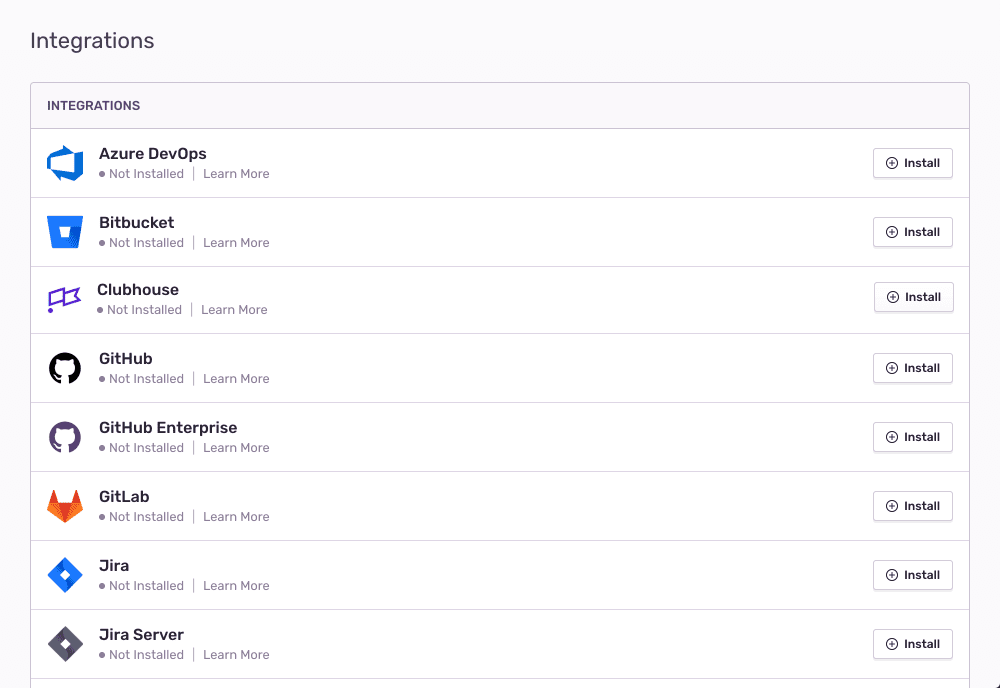 Integrations
INTEGRATIONS
Azure DevOps
Not Installed | Learn More
Install
Bitbucket
Not Installed | Learn More
Install
Clubhouse
Not Installed | Learn More
Install
GitHub
Not Installed | Learn More
Install
GitHub Enterprise
Not Installed | Learn More
Install
GitLab
Not Installed | Learn More
Install
Jira
Not Installed | Learn More
Install
Jira Server
Not Installed | Learn More
Install